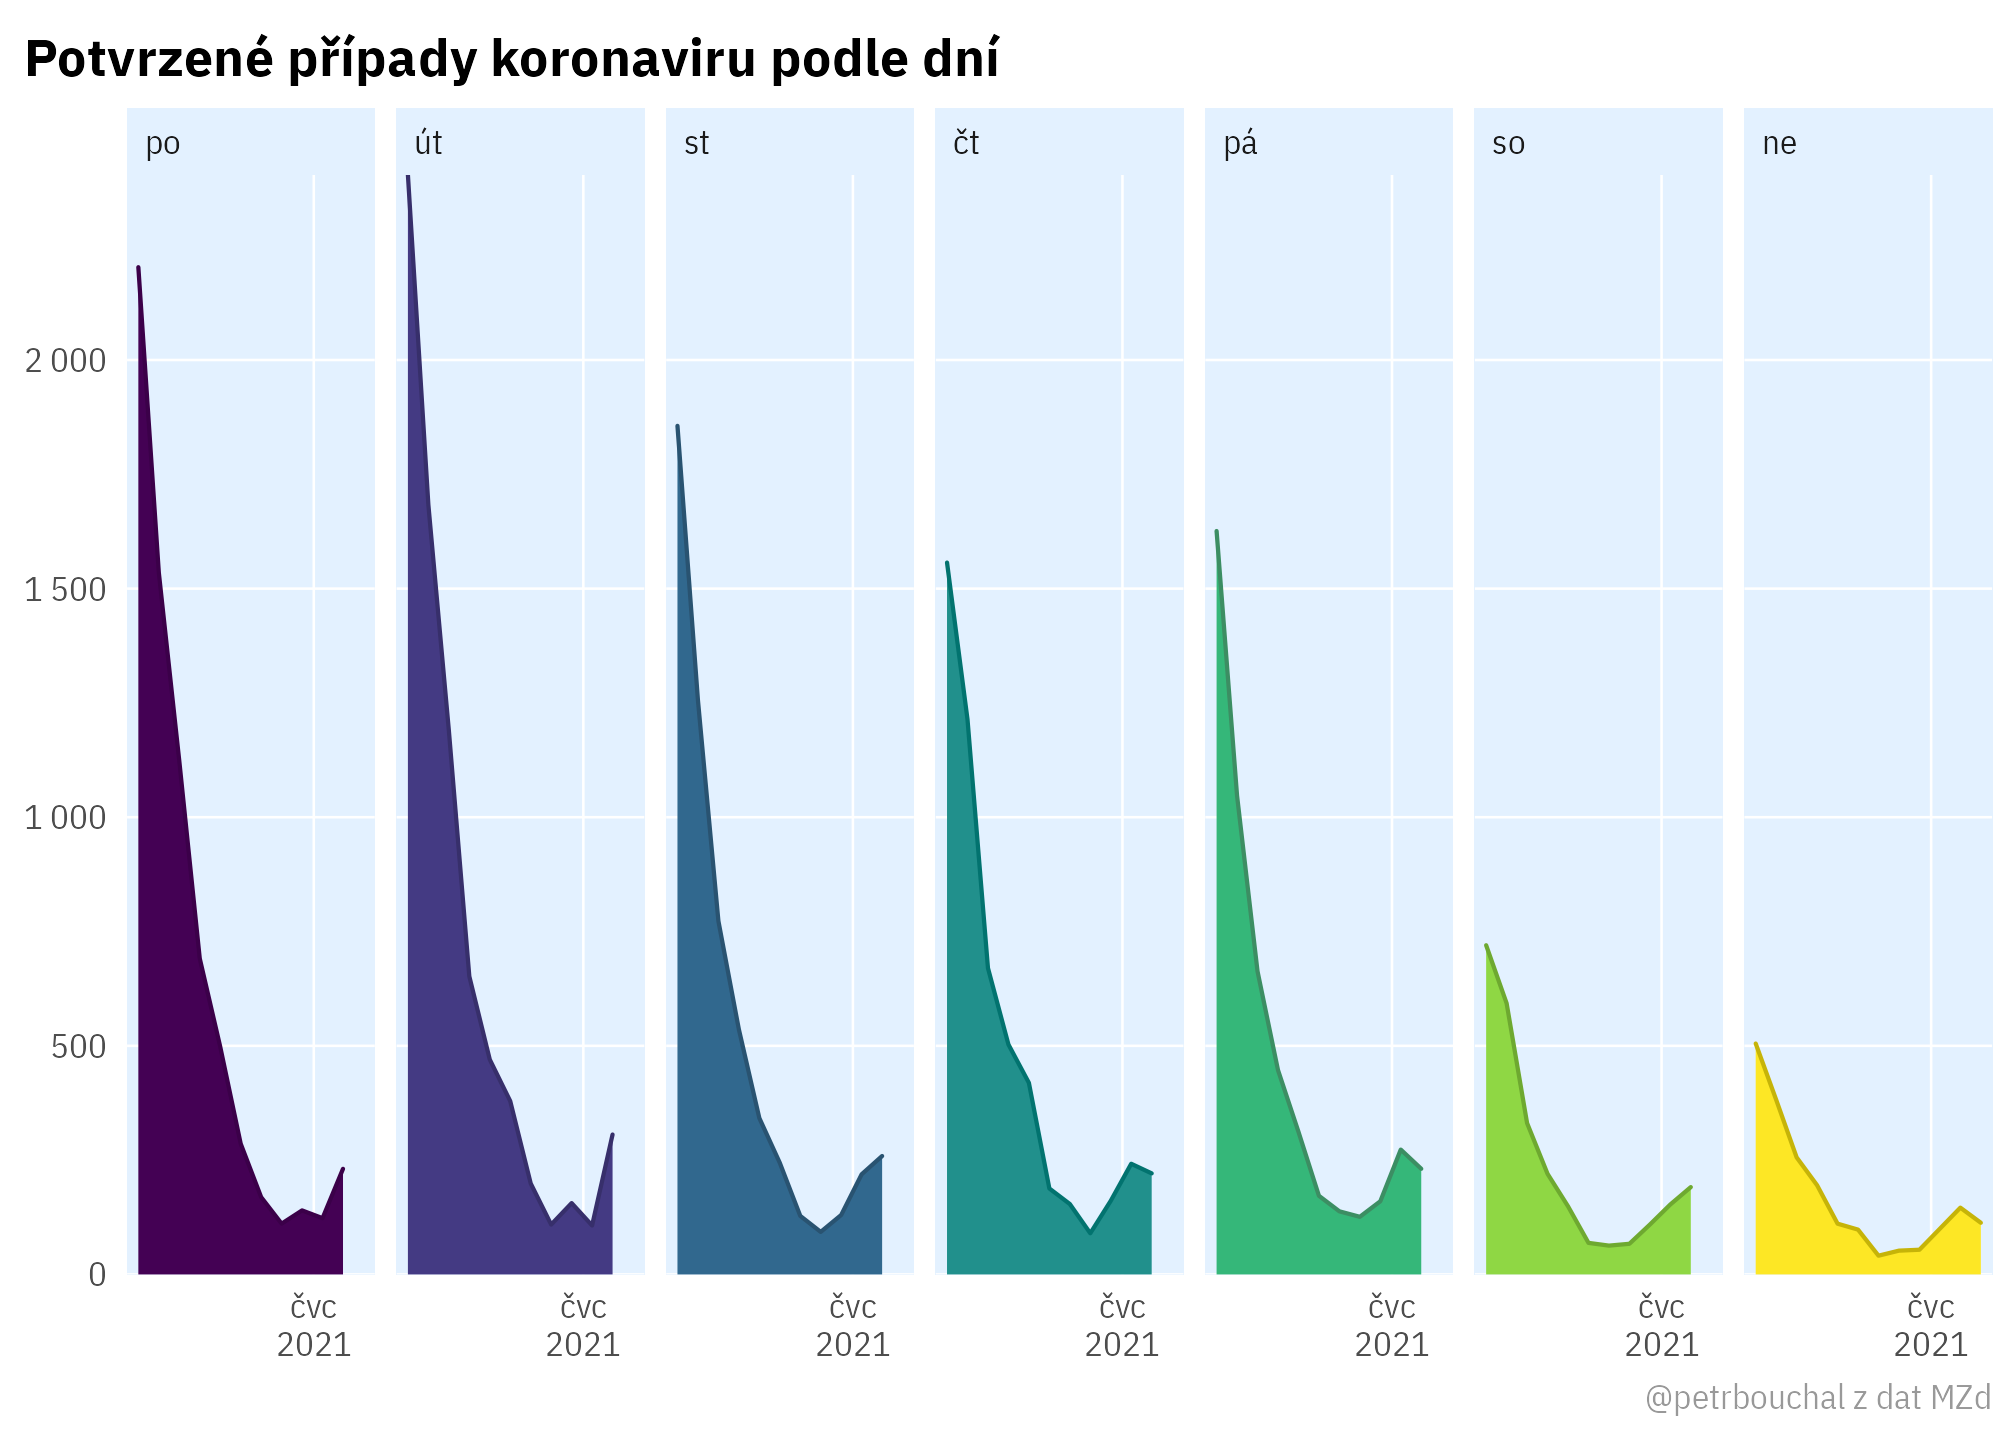 Potvrzené případy koronaviru podle dní
po út st čt pá so ne
2 000
1 500
1 000
500
0
čvc čvc čvc čvc čvc čvc čvc
2021 2021 2021 2021 2021 2021 2021
@petrbouchal z dat MZd